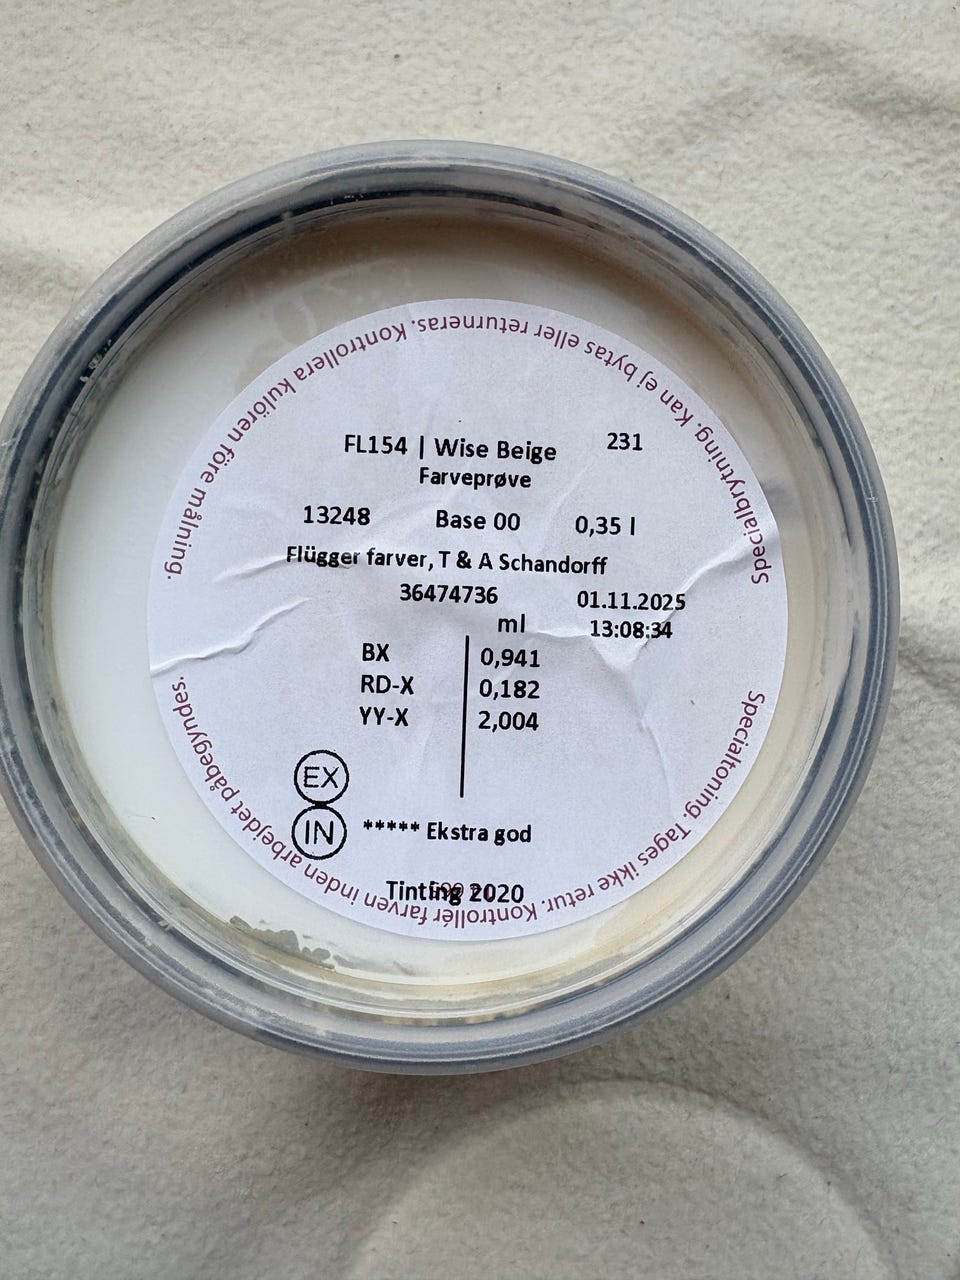 Specialbrytning. Kan ej bytas eller returneras. Kontrollera kulören före målning.
FL154 | Wise Beige 231
Farveprøve
13248 Base 00 0,35 l
Flügger farver, T & A Schandorff
36474736 01.11.2025
ml 13:08:34
BX 0,941
RD-X 0,182
YY-X 2,004
EX
IN ***** Ekstra god
Tinting 2020
Specialtoning. Tages ikke retur. Kontrollér farven inden arbejdet påbegyndes.